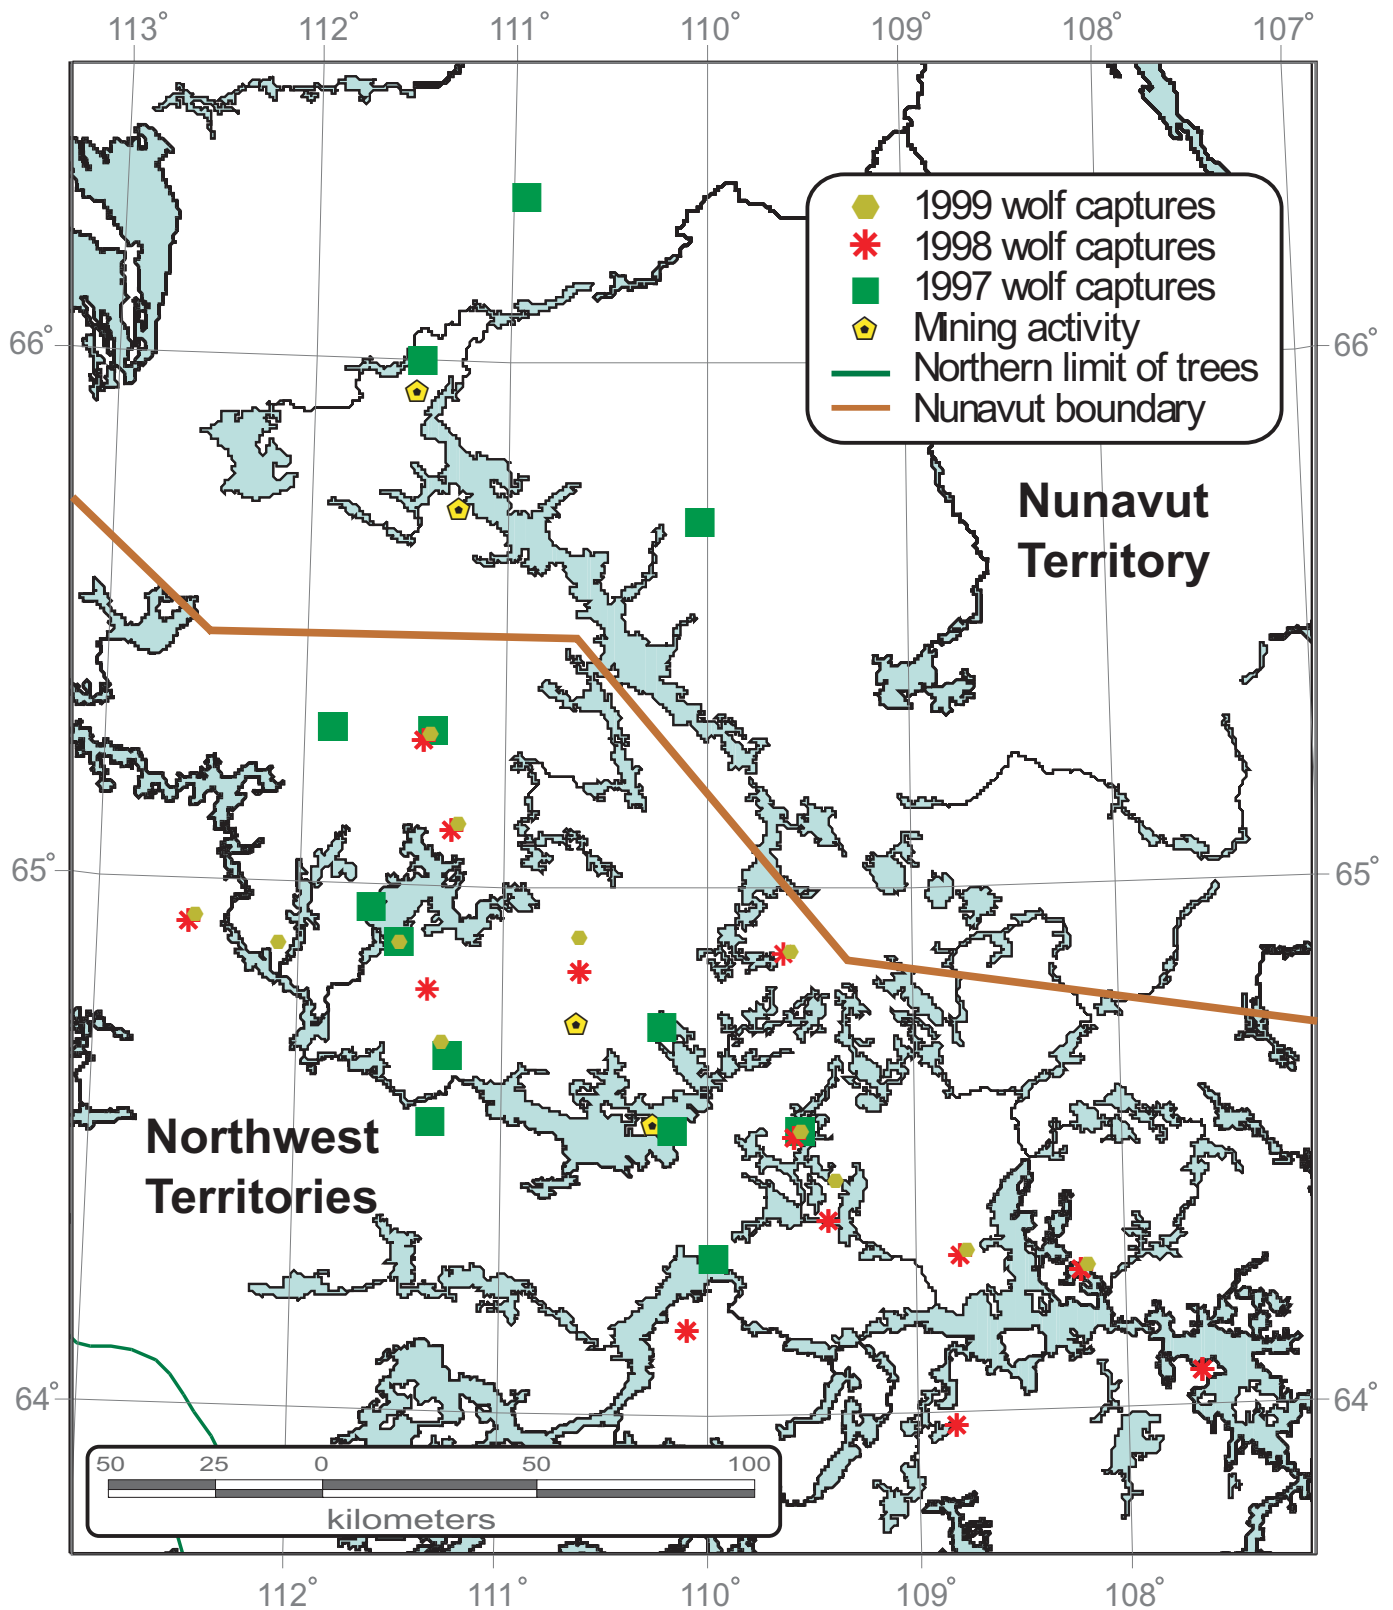 113° 112° 111° 110° 109° 108° 107°
1999 wolf captures
1998 wolf captures
1997 wolf captures
Mining activity
Northern limit of trees
Nunavut boundary
66° 66°
Nunavut
Territory
65° 65°
Northwest
Territories
64° 64°
50 25 0 50 100
kilometers
112° 111° 110° 109° 108°